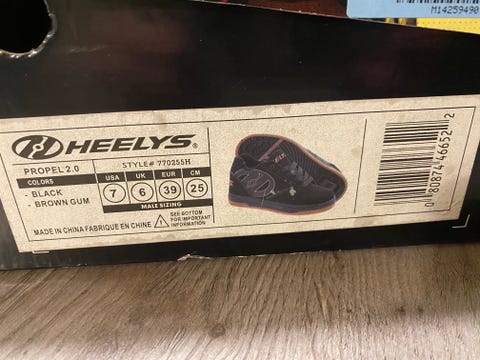 M14259490
HEELYS
PROPEL 2.0
STYLE# 770255H
COLORS
- BLACK
- BROWN GUM
USA UK EUR CM
7 6 39 25
MALE SIZING
SEE BOTTOM
FOR IMPORTANT
INFORMATION
MADE IN CHINA FABRIQUE EN CHINE
0 80874 46652 2